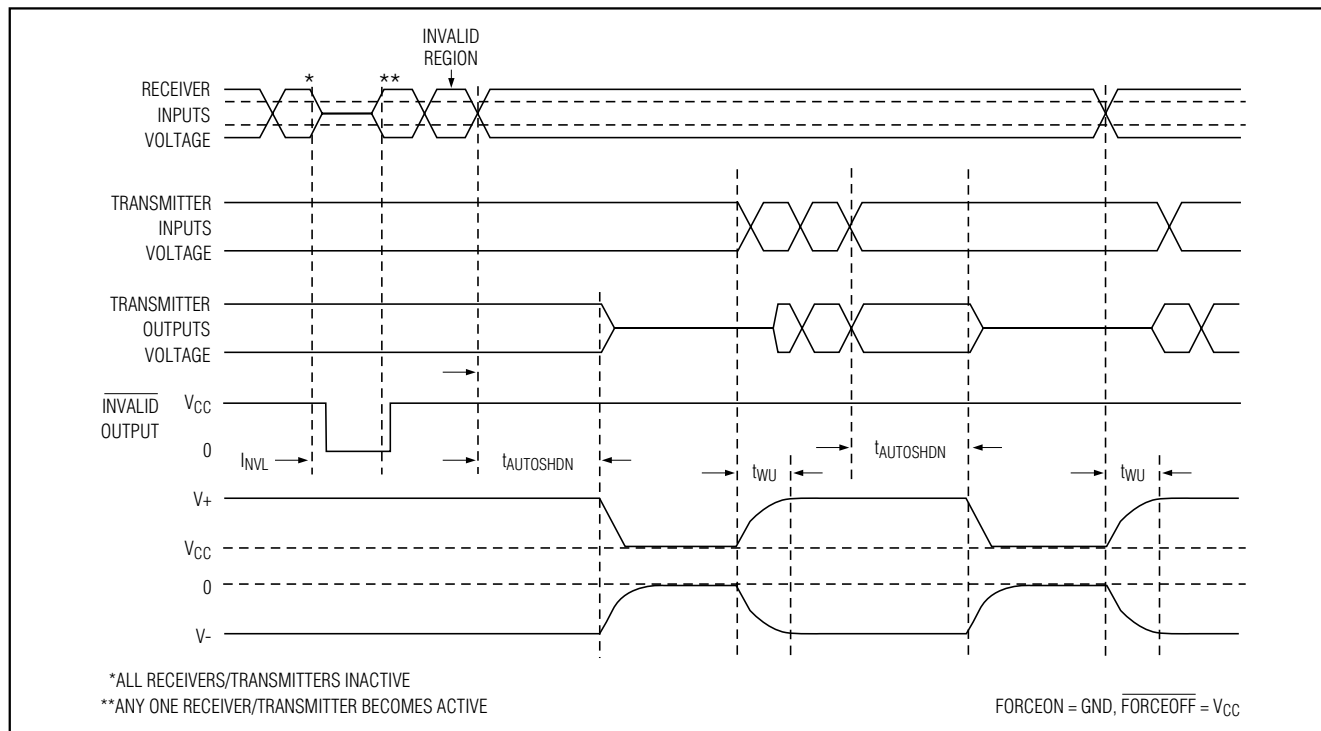 INVALID
REGION
*
**
RECEIVER
INPUTS
VOLTAGE
TRANSMITTER
INPUTS
VOLTAGE
TRANSMITTER
OUTPUTS
VOLTAGE
INVALID
OUTPUT
VCC
0
INVL
tAUTOSHDN
tWU
tAUTOSHDN
tWU
V+
VCC
0
V-
*ALL RECEIVERS/TRANSMITTERS INACTIVE
**ANY ONE RECEIVER/TRANSMITTER BECOMES ACTIVE
FORCEON = GND, FORCEOFF = VCC